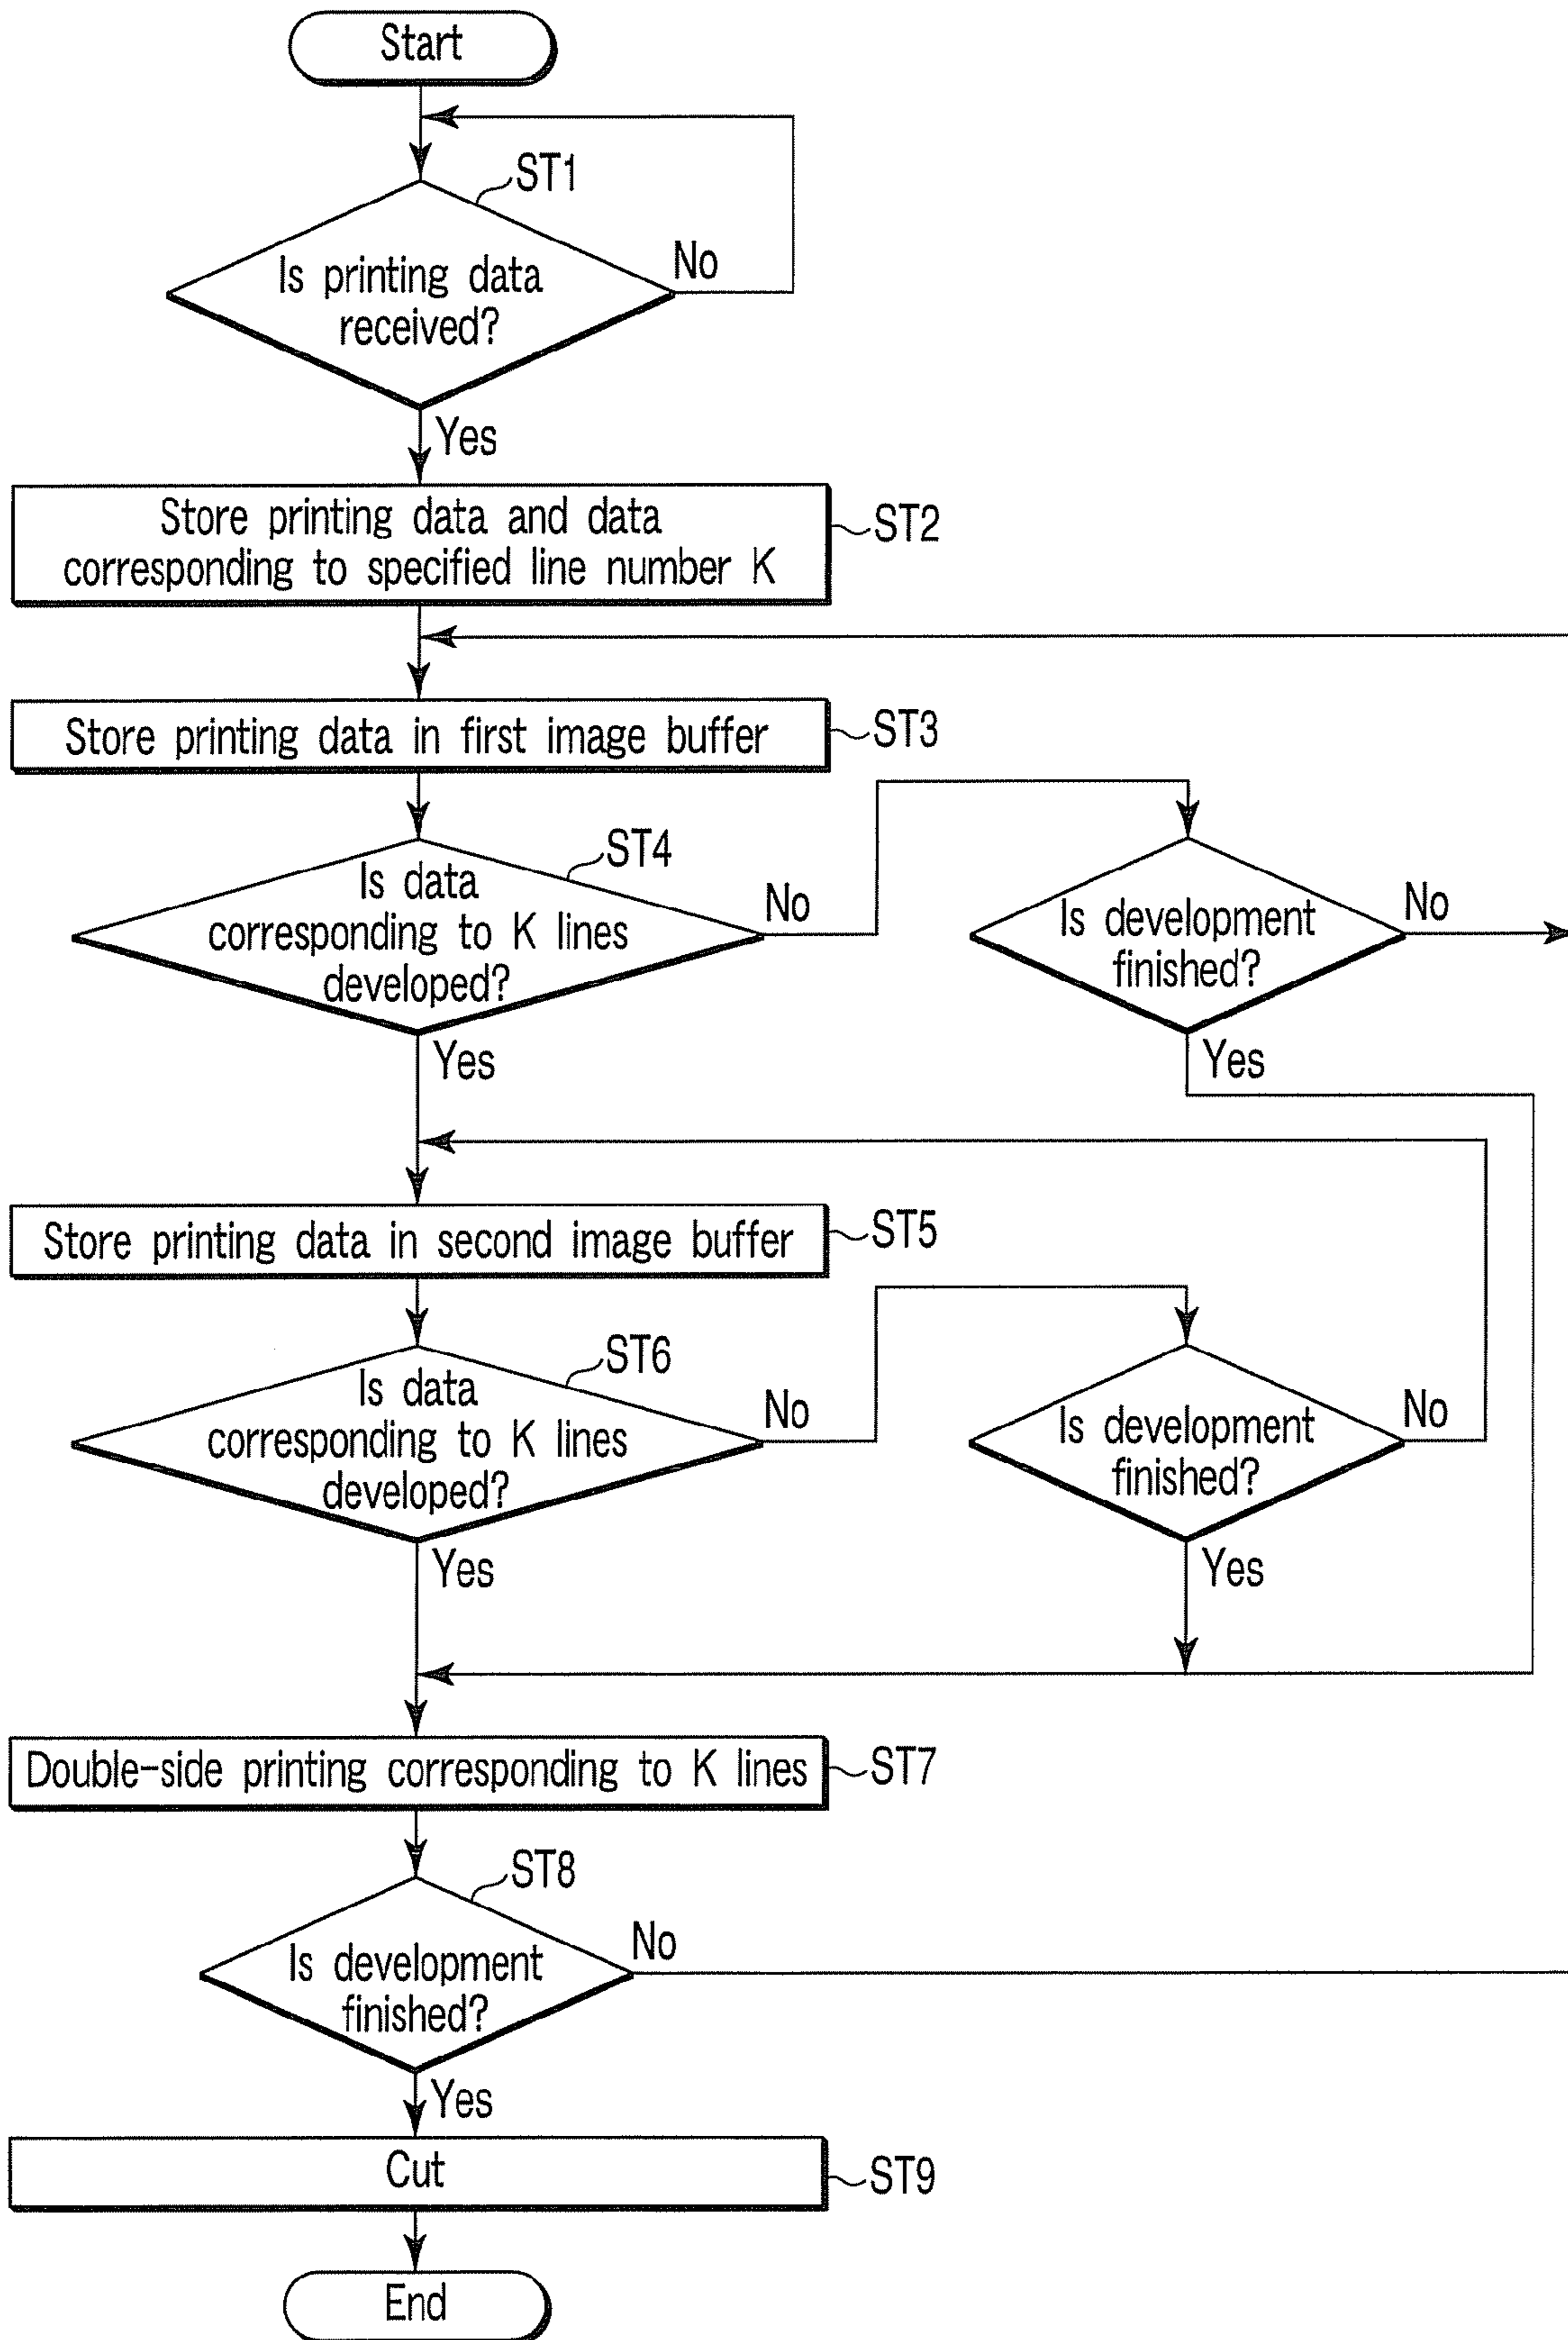 Start
ST1
Is printing data
received?
No
Yes
Store printing data and data
corresponding to specified line number K
ST2
Store printing data in first image buffer
ST3
ST4
Is data
corresponding to K lines
developed?
No
Is development
finished?
No
Yes
Yes
Store printing data in second image buffer
ST5
ST6
Is data
corresponding to K lines
developed?
No
Is development
finished?
No
Yes
Yes
Double-side printing corresponding to K lines
ST7
ST8
Is development
finished?
No
Yes
Cut
ST9
End